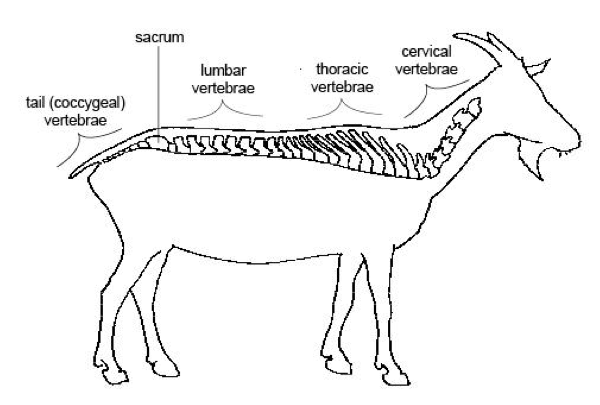 sacrum
cervical
vertebrae
lumbar
vertebrae
thoracic
vertebrae
tail (coccygeal)
vertebrae